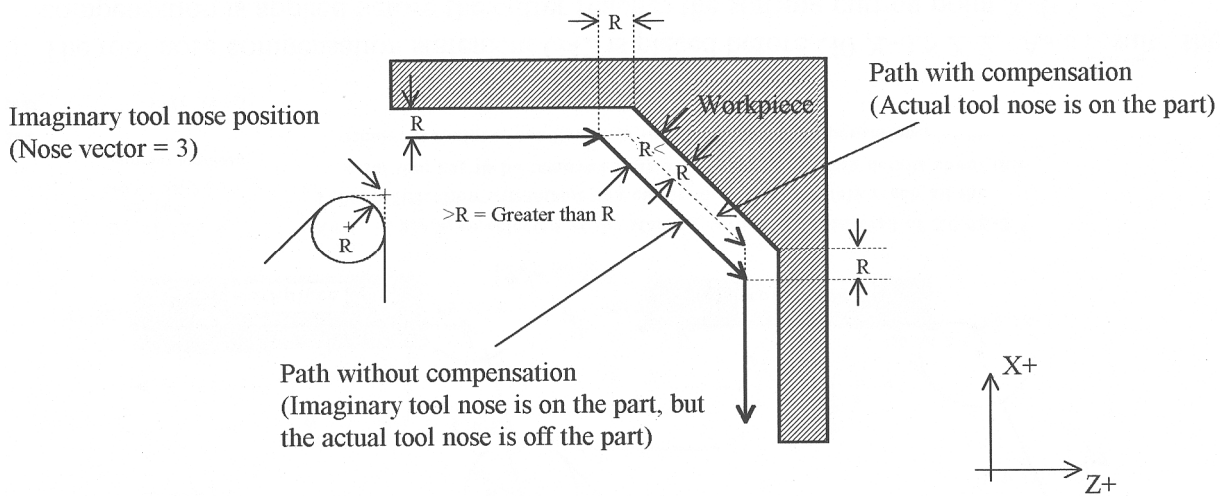 R
Path with compensation
(Actual tool nose is on the part)
Workpiece
Imaginary tool nose position
(Nose vector = 3)
R
R<
R
>R = Greater than R
R
R
Path without compensation
(Imaginary tool nose is on the part, but
the actual tool nose is off the part)
X+
Z+